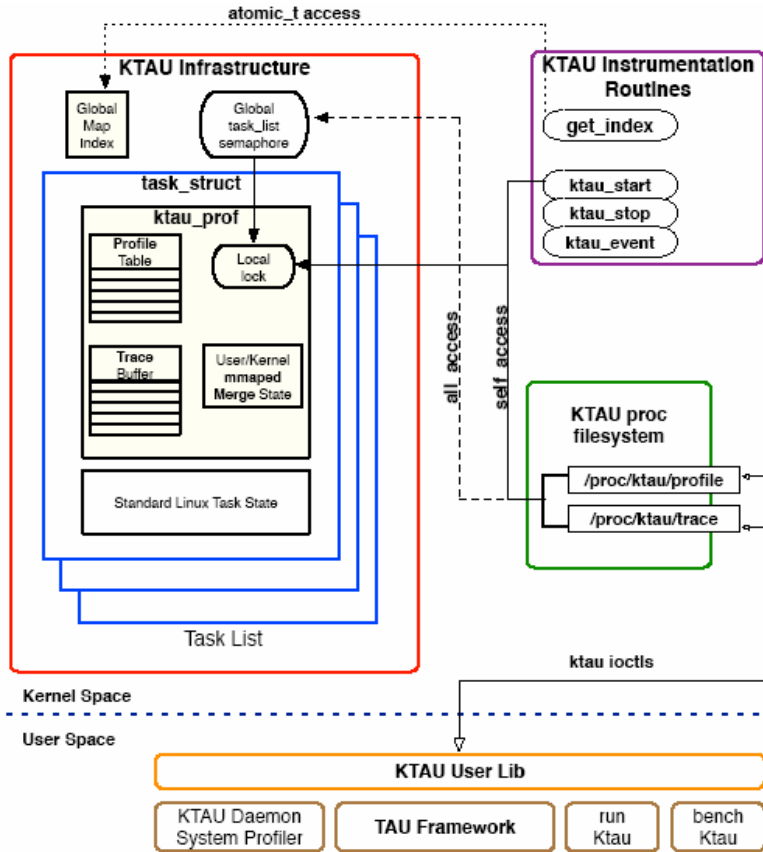 atomic_t access
KTAU Infrastructure
Global
Map
Index
Global
task_list
semaphore
task_struct
ktau_prof
Profile
Table
Local
lock
Trace
Buffer
User/Kernel
mmaped
Merge State
Standard Linux Task State
Task List
KTAU Instrumentation
Routines
get_index
ktau_start
ktau_stop
ktau_event
all_access
self_access
KTAU proc
filesystem
/proc/ktau/profile
/proc/ktau/trace
ktau ioctls
Kernel Space
User Space
KTAU User Lib
KTAU Daemon
System Profiler
TAU Framework
run
Ktau
bench
Ktau